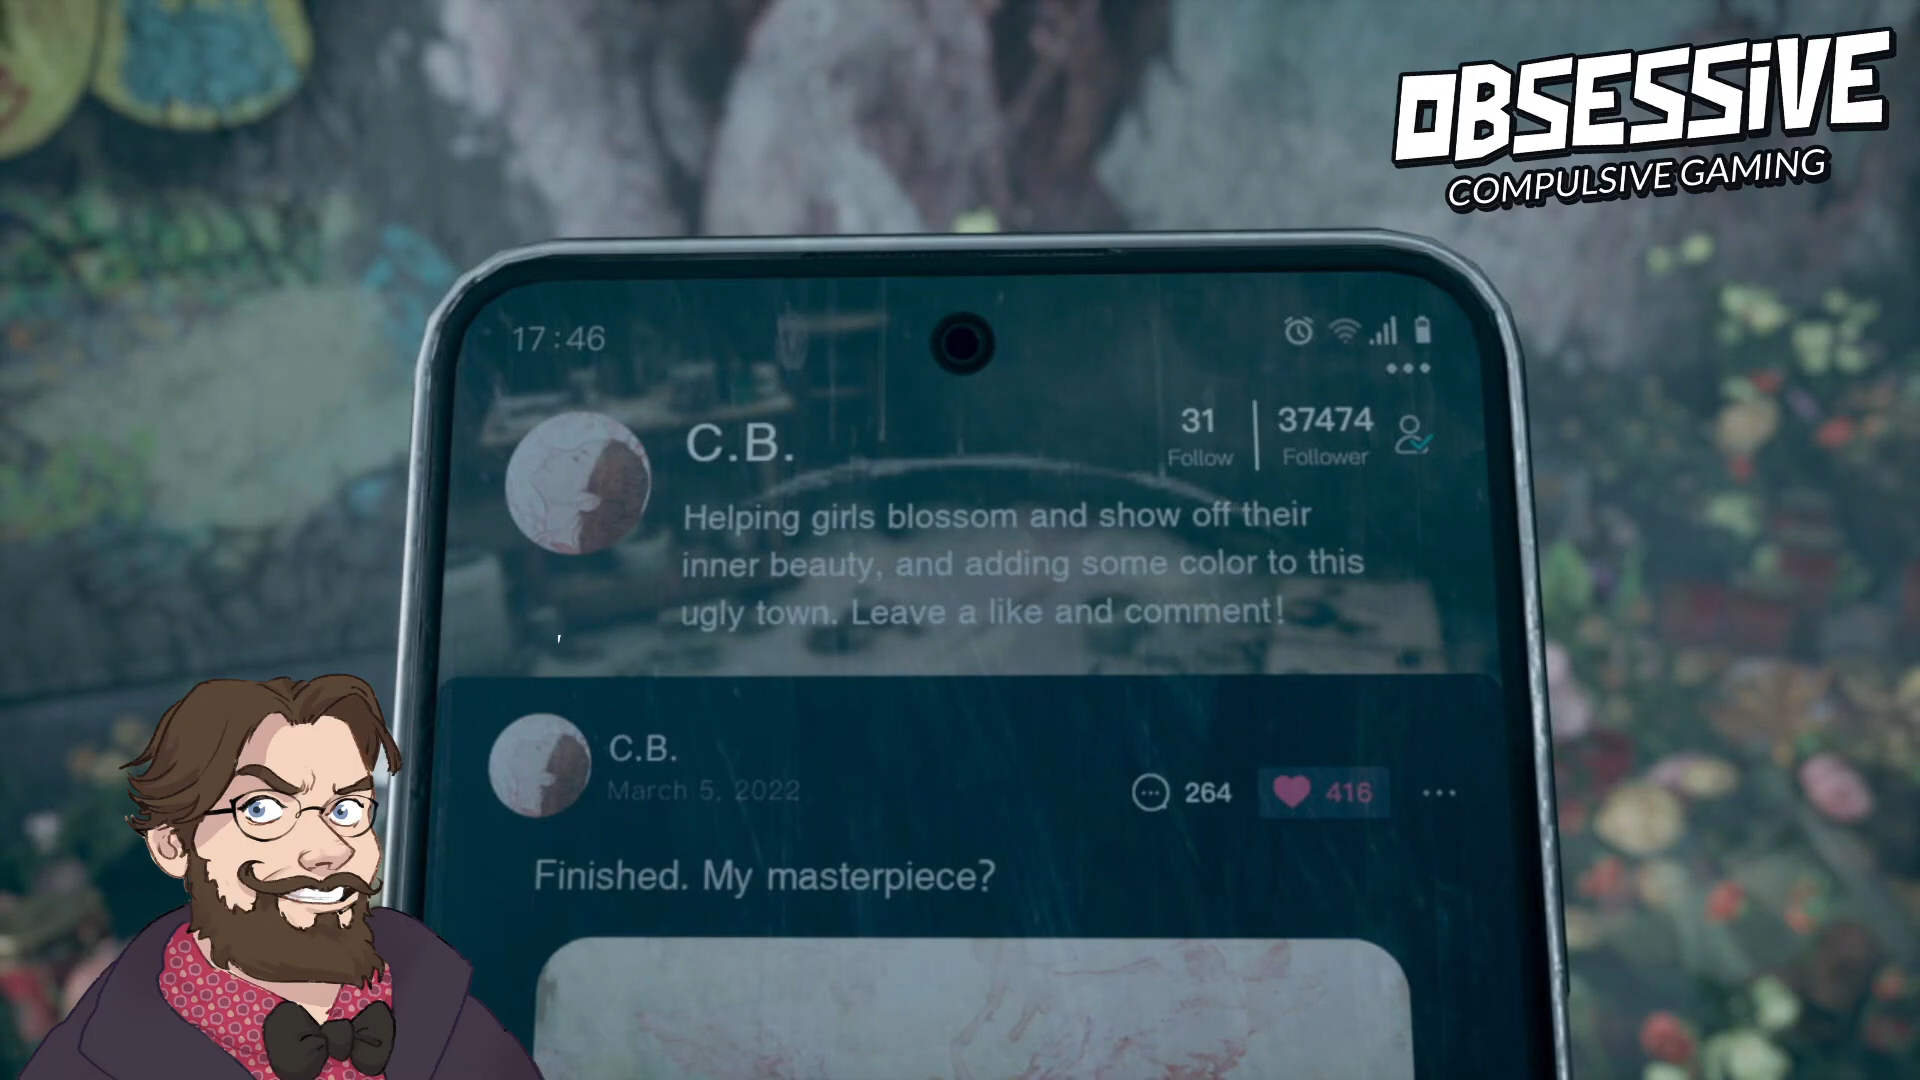 OBSESSiVE
COMPULSIVE GAMING
17:46
C.B.
31
Follow
37474
Follower
Helping girls blossom and show off their
inner beauty, and adding some color to this
ugly town. Leave a like and comment!
C.B.
March 5, 2022
264
416
Finished. My masterpiece?